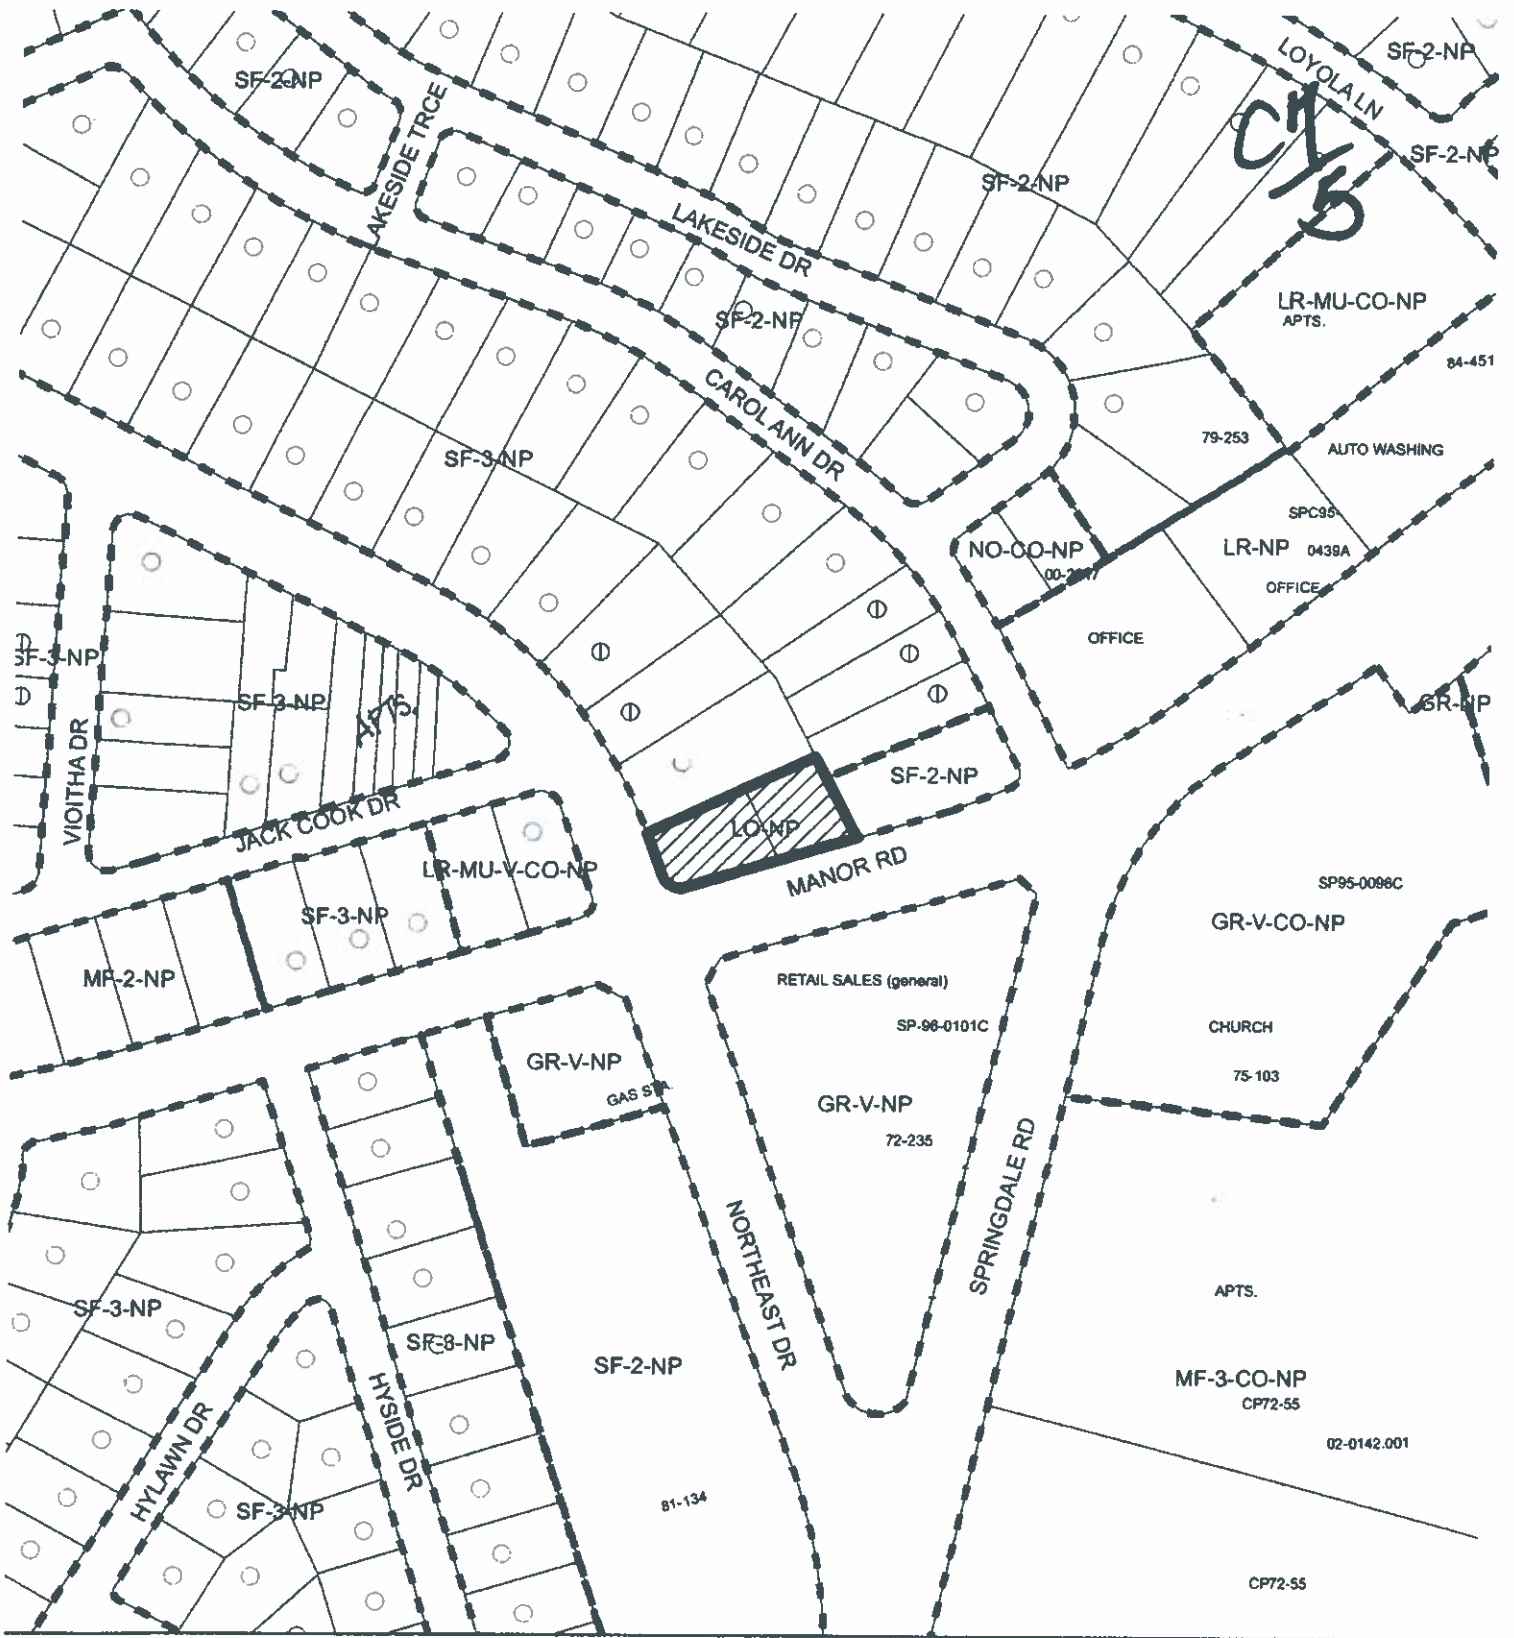 SF-2-NP
LOYOLA LN
SF-2-NP
C7/5
SF-2-NP
LAKESIDE TRCE
SF-2-NP
LAKESIDE DR
LR-MU-CO-NP
APTS.
SF-2-NP
84-451
CAROL ANN DR
79-253
AUTO WASHING
SF-3-NP
SPC95-
0439A
LR-NP
NO-CO-NP
OFFICE
OFFICE
SF-3-NP
SF-3-NP
APTS.
GR-NP
VIOITHA DR
SF-2-NP
JACK COOK DR
LO-NP
MANOR RD
LR-MU-V-CO-NP
SP95-0096C
SF-3-NP
GR-V-CO-NP
MF-2-NP
RETAIL SALES (general)
SP-96-0101C
CHURCH
GR-V-NP
GAS STA.
75-103
GR-V-NP
72-235
SPRINGDALE RD
NORTHEAST DR
APTS.
SF-3-NP
SF-3-NP
SF-2-NP
MF-3-CO-NP
CP72-55
HYSIDE DR
HYLAWN DR
02-0142.001
SF-3-NP
81-134
CP72-55